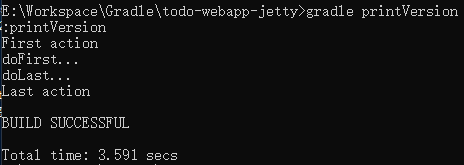 E:\Workspace\Gradle\todo-webapp-jetty>gradle printVersion
:printVersion
First action
doFirst...
doLast...
Last action
BUILD SUCCESSFUL
Total time: 3.591 secs